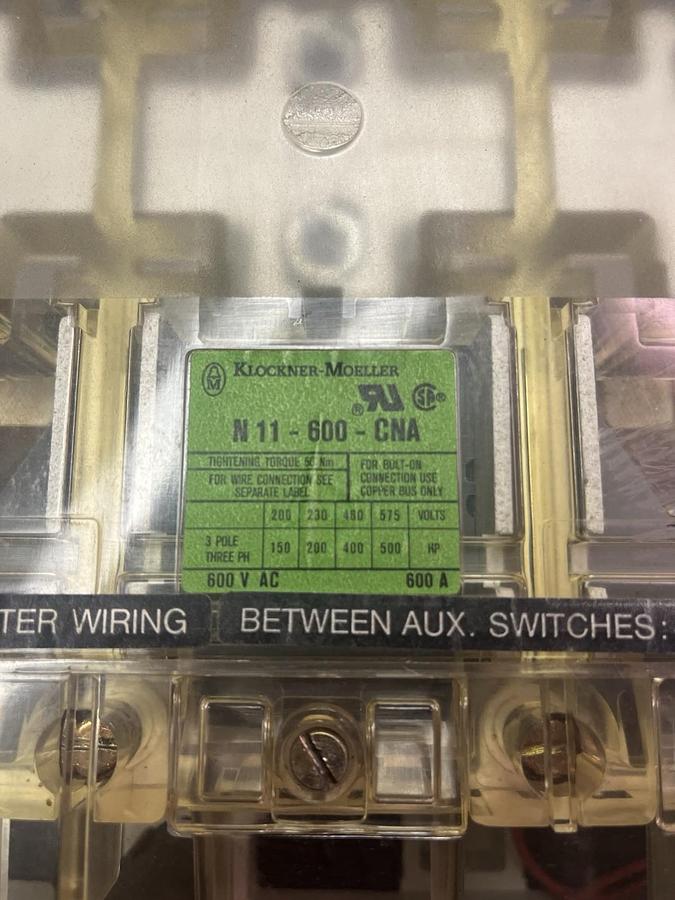 KLOCKNER-MOELLER
N 11 - 600 - CNA
TIGHTENING TORQUE 50 Nm
FOR WIRE CONNECTION SEE
SEPARATE LABEL
FOR BULT-ON
CONNECTION USE
COPPER BUS ONLY
200 230 460 575 VOLTS
3 POLE
THREE PH
150 200 400 500 HP
600 V AC 600 A
TER WIRING BETWEEN AUX. SWITCHES: